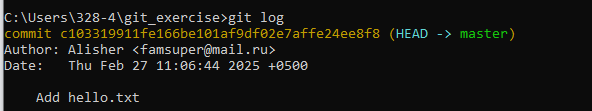 C:\Users\328-4\git_exercise>git log
commit c103319911fe166be101af9df02e7affe24ee8f8 (HEAD -> master)
Author: Alisher <famsuper@mail.ru>
Date:   Thu Feb 27 11:06:44 2025 +0500
    Add hello.txt